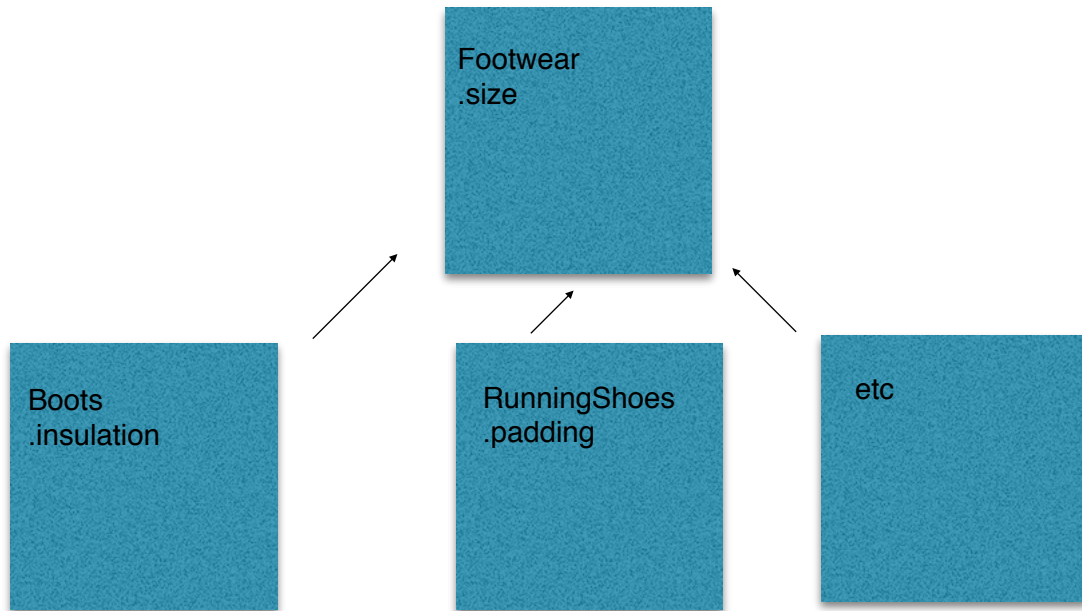 Footwear
.size
Boots
.insulation
RunningShoes
.padding
etc